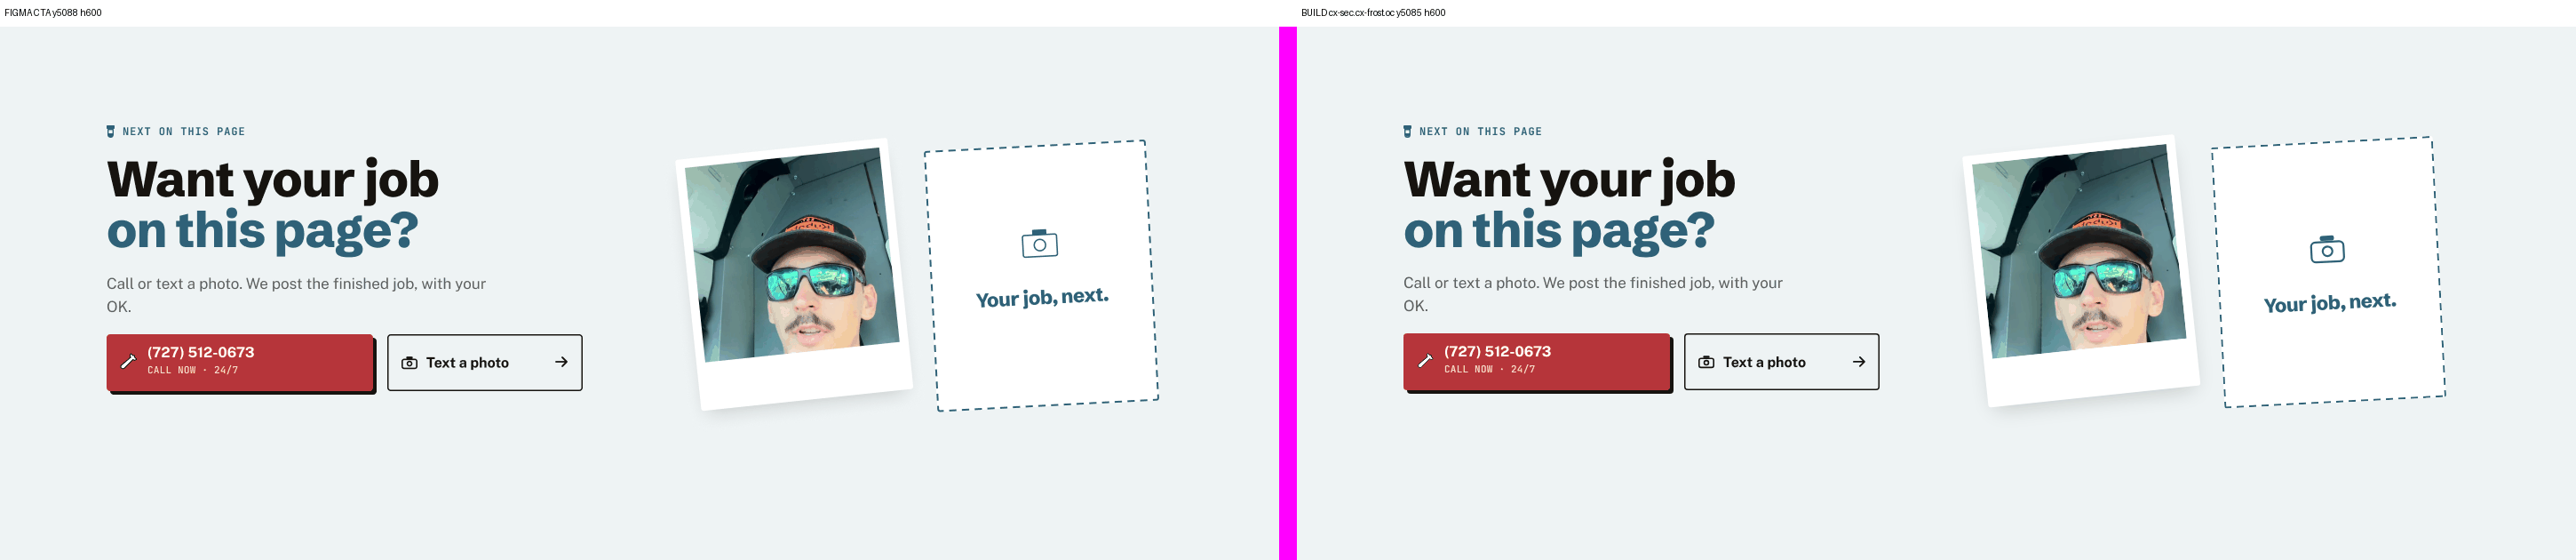 FIGMA CTA y5088 h600
NEXT ON THIS PAGE
Want your job
on this page?
Call or text a photo. We post the finished job, with your
OK.
(727) 512-0673
CALL NOW · 24/7
Text a photo
Your job, next.
BUILD cx-sec.cx-frost.oc y5085 h600
NEXT ON THIS PAGE
Want your job
on this page?
Call or text a photo. We post the finished job, with your
OK.
(727) 512-0673
CALL NOW · 24/7
Text a photo
Your job, next.